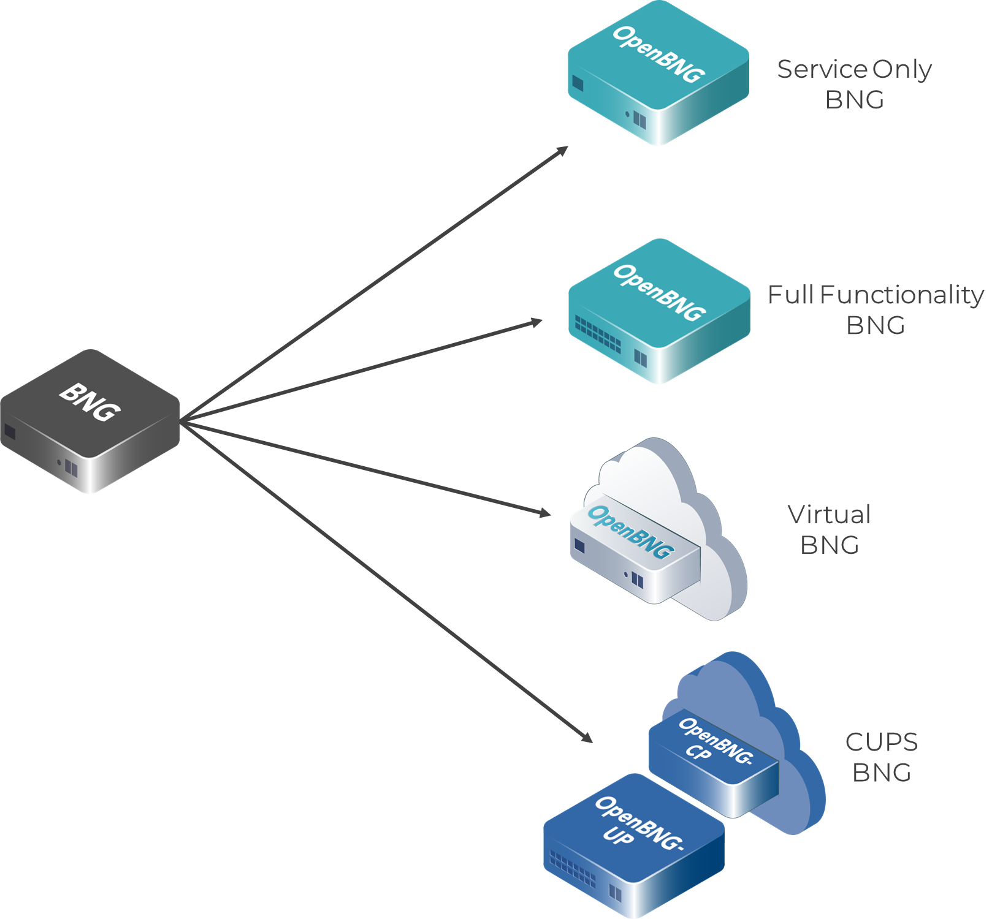 OpenBNG
Service Only
BNG
OpenBNG
Full Functionality
BNG
BNG
OpenBNG
Virtual
BNG
OpenBNG-
CP
CUPS
BNG
OpenBNG-
UP